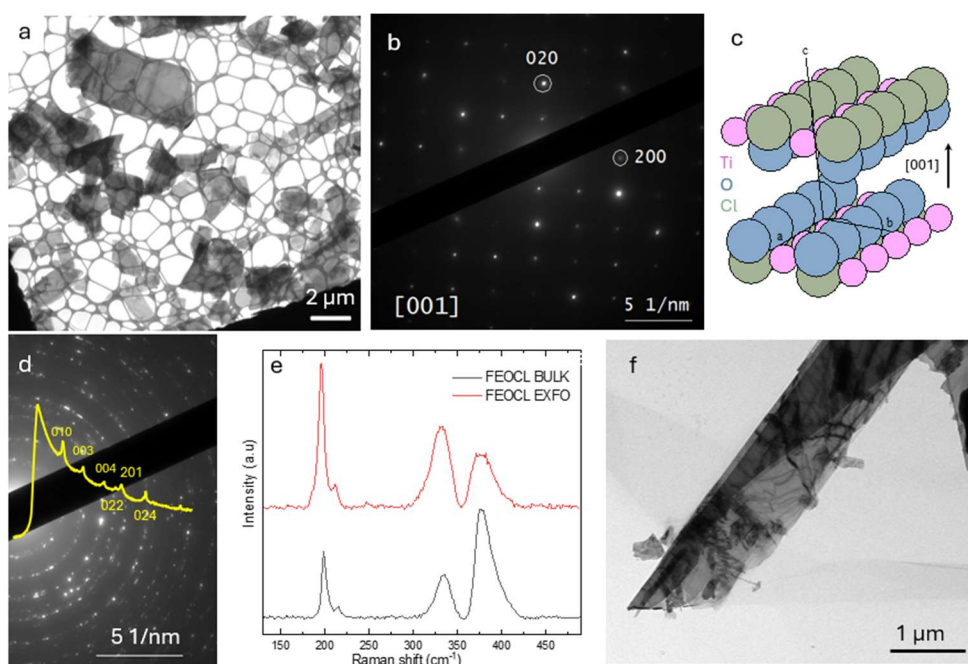 a
2 µm
b
020
200
[001]
5 1/nm
c
c
[001]
Ti
O
Cl
a
b
d
010
003
004 201
022
024
5 1/nm
e
FEOCL BULK
FEOCL EXFO
Intensity (a.u)
150 200 250 300 350 400 450
Raman shift (cm⁻¹)
f
1 µm